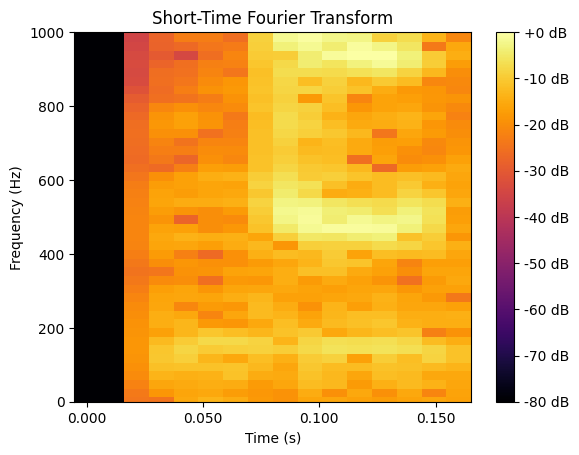 Short-Time Fourier Transform
1000
800
600
400
200
0
Frequency (Hz)
0.000
0.050
0.100
0.150
Time (s)
+0 dB
-10 dB
-20 dB
-30 dB
-40 dB
-50 dB
-60 dB
-70 dB
-80 dB